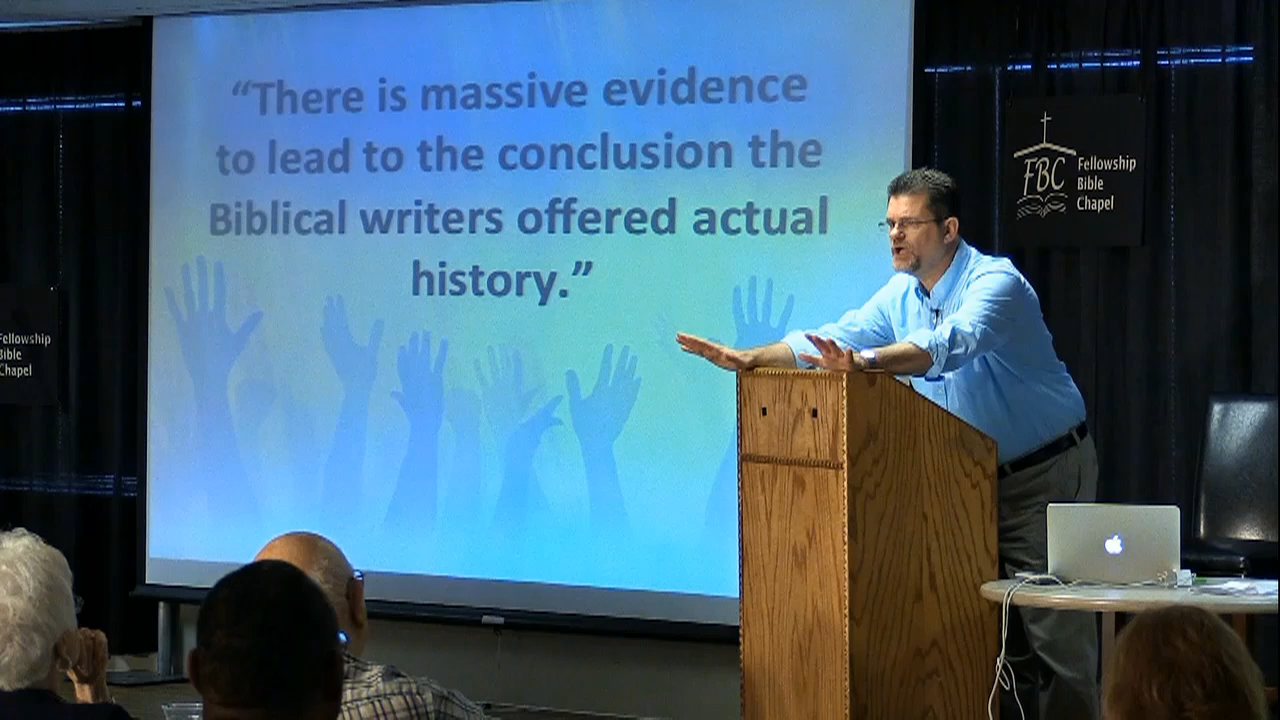 “There is massive evidence
to lead to the conclusion the
Biblical writers offered actual
history.”
FBC
Fellowship
Bible
Chapel
Fellowship
Bible
Chapel